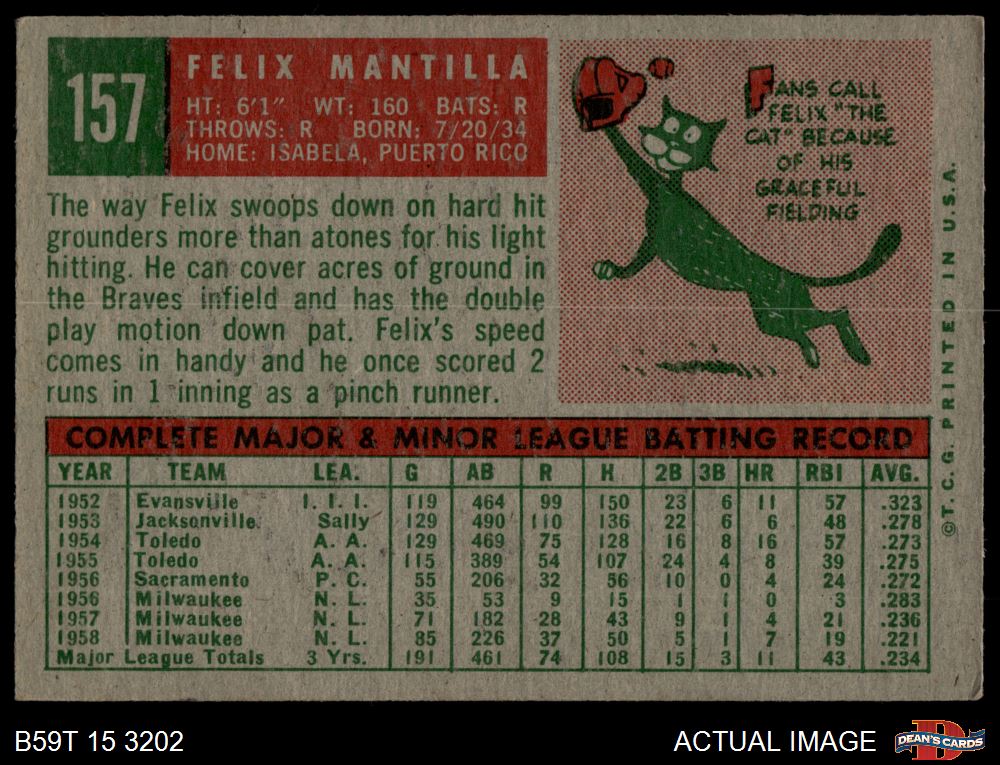 157
FELIX MANTILLA
HT: 6'1" WT: 160 BATS: R
THROWS: R BORN: 7/20/34
HOME: ISABELA, PUERTO RICO
The way Felix swoops down on hard hit
grounders more than atones for his light
hitting. He can cover acres of ground in
the Braves infield and has the double
play motion down pat. Felix's speed
comes in handy and he once scored 2
runs in 1 inning as a pinch runner.
FANS CALL
FELIX "THE
CAT" BECAUSE
OF HIS
GRACEFUL
FIELDING
COMPLETE MAJOR & MINOR LEAGUE BATTING RECORD
YEAR TEAM LEA. G AB R H 2B 3B HR RBI AVG.
1952 Evansville I. I. I. 119 464 99 150 23 6 11 57 .323
1953 Jacksonville Sally 129 490 110 136 22 6 6 48 .278
1954 Toledo A. A. 129 469 75 128 16 8 16 57 .273
1955 Toledo A. A. 115 389 54 107 24 4 8 39 .275
1956 Sacramento P. C. 55 206 32 56 10 0 4 24 .272
1956 Milwaukee N. L. 35 53 9 15 1 1 0 3 .283
1957 Milwaukee N. L. 71 182 28 43 9 1 4 21 .236
1958 Milwaukee N. L. 85 226 37 50 5 1 7 19 .221
Major League Totals 3 Yrs. 191 461 74 108 15 3 11 43 .234
©T. C. G. PRINTED IN U.S.A.
B59T 15 3202
ACTUAL IMAGE
DEAN'S CARDS